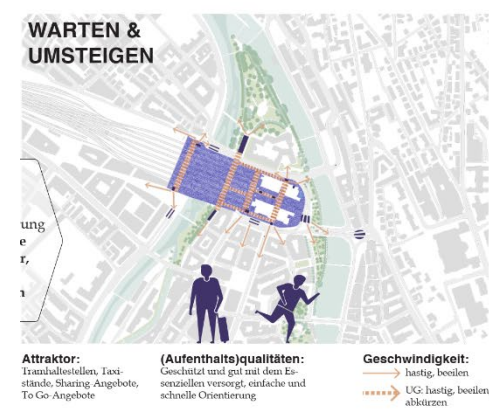 WARTEN &
UMSTEIGEN
ung
e
r,
n
Attraktor:
Tramhaltestellen, Taxi-
stände, Sharing-Angebote,
To Go-Angebote
(Aufenthalts)qualitäten:
Geschützt und gut mit dem Es-
senziellen versorgt, einfache und
schnelle Orientierung
Geschwindigkeit:
hastig, beeilen
UG: hastig, beeilen
abkürzen